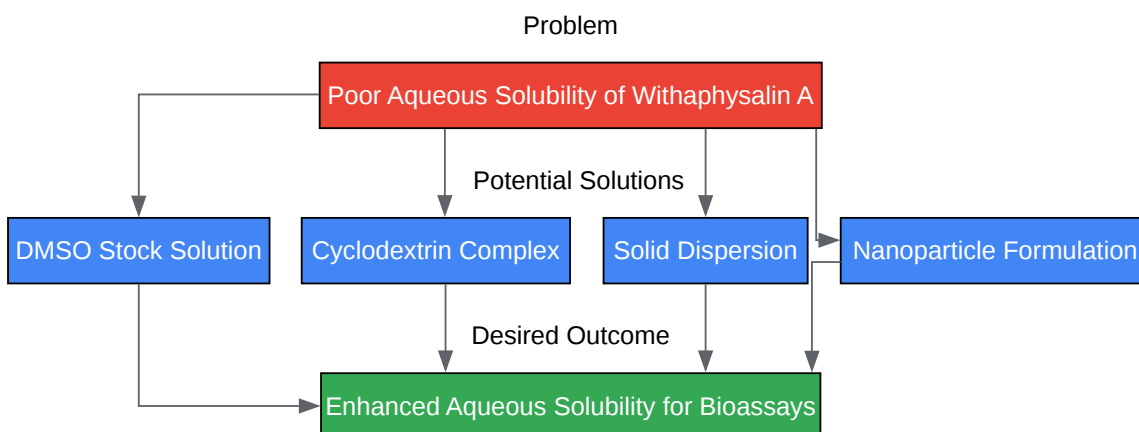 Problem
Poor Aqueous Solubility of Withaphysalin A
Potential Solutions
DMSO Stock Solution
Cyclodextrin Complex
Solid Dispersion
Nanoparticle Formulation
Desired Outcome
Enhanced Aqueous Solubility for Bioassays